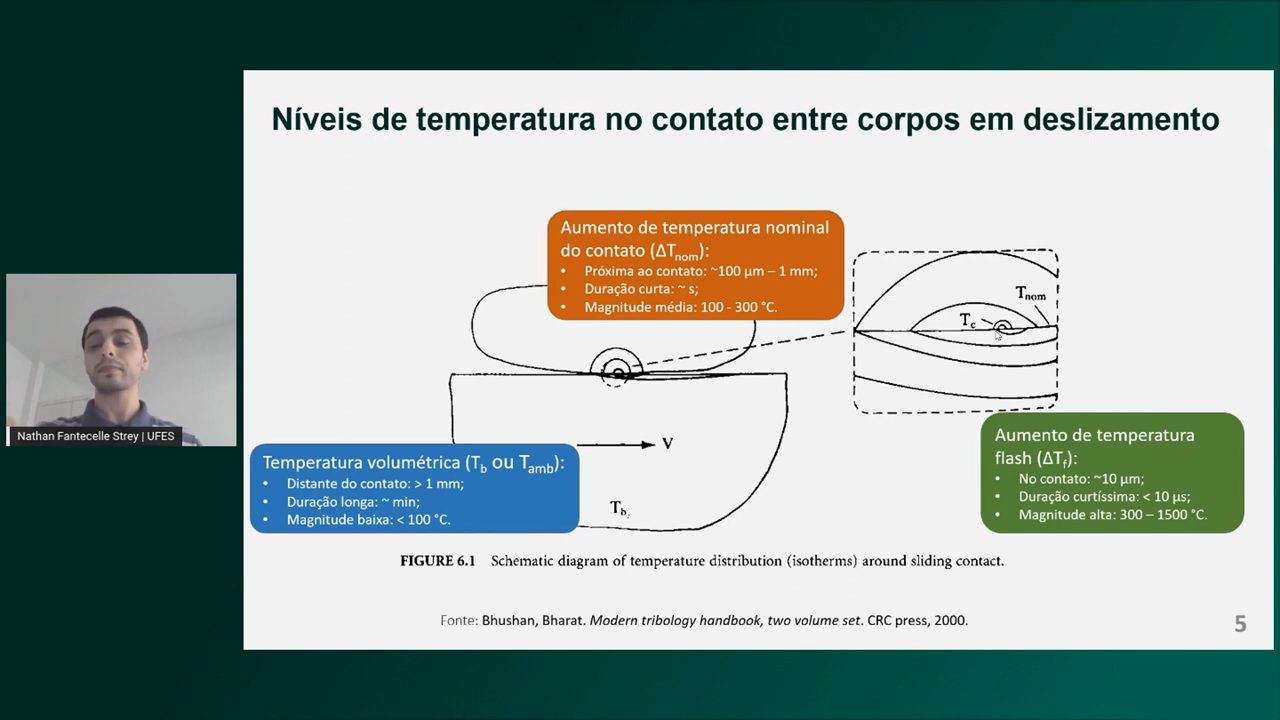 Níveis de temperatura no contato entre corpos em deslizamento
Aumento de temperatura nominal
do contato (ΔTnom):
• Próxima ao contato: ~100 µm – 1 mm;
• Duração curta: ~ s;
• Magnitude média: 100 - 300 °C.
Tnom
Tc
V
Nathan Fantecelle Strey | UFES
Temperatura volumétrica (Tb ou Tamb):
• Distante do contato: > 1 mm;
• Duração longa: ~ min;
• Magnitude baixa: < 100 °C.
Tb
Aumento de temperatura
flash (ΔTf):
• No contato: ~10 µm;
• Duração curtíssima: < 10 µs;
• Magnitude alta: 300 – 1500 °C.
FIGURE 6.1 Schematic diagram of temperature distribution (isotherms) around sliding contact.
Fonte: Bhushan, Bharat. Modern tribology handbook, two volume set. CRC press, 2000.
5